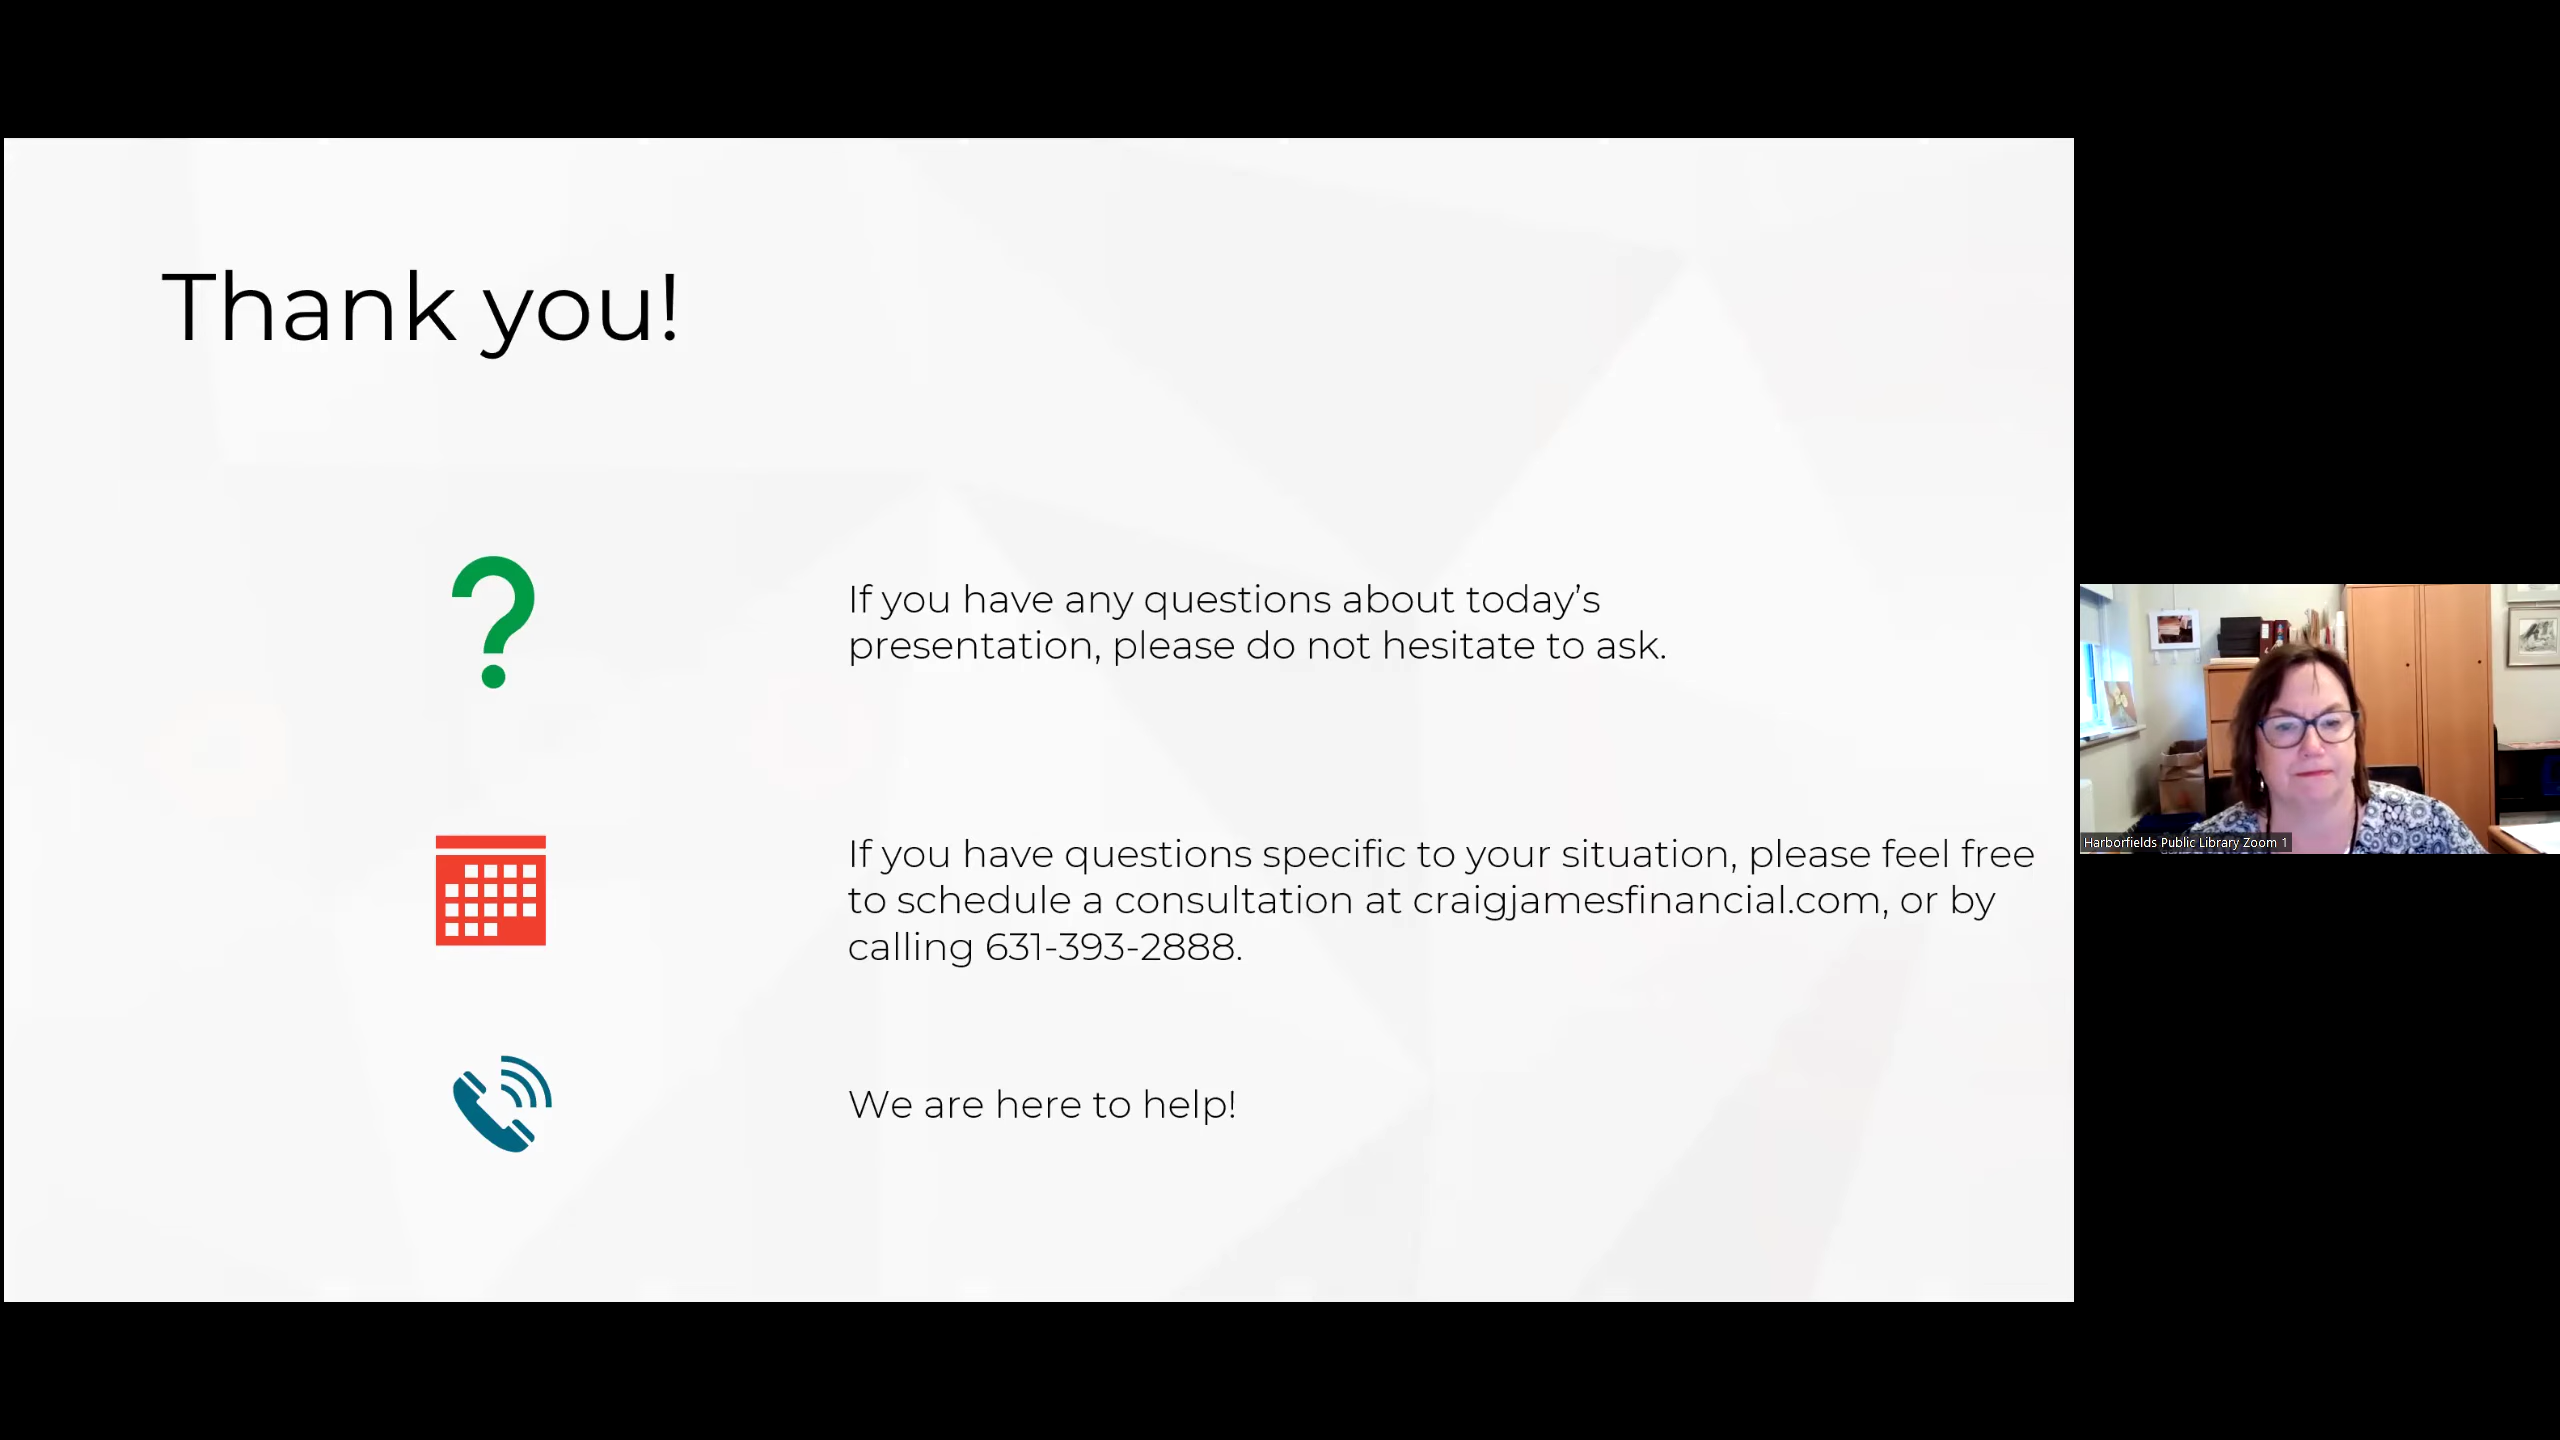 Thank you!
If you have any questions about today’s
presentation, please do not hesitate to ask.
If you have questions specific to your situation, please feel free
to schedule a consultation at craigjamesfinancial.com, or by
calling 631-393-2888.
We are here to help!
Harborfields Public Library Zoom 1